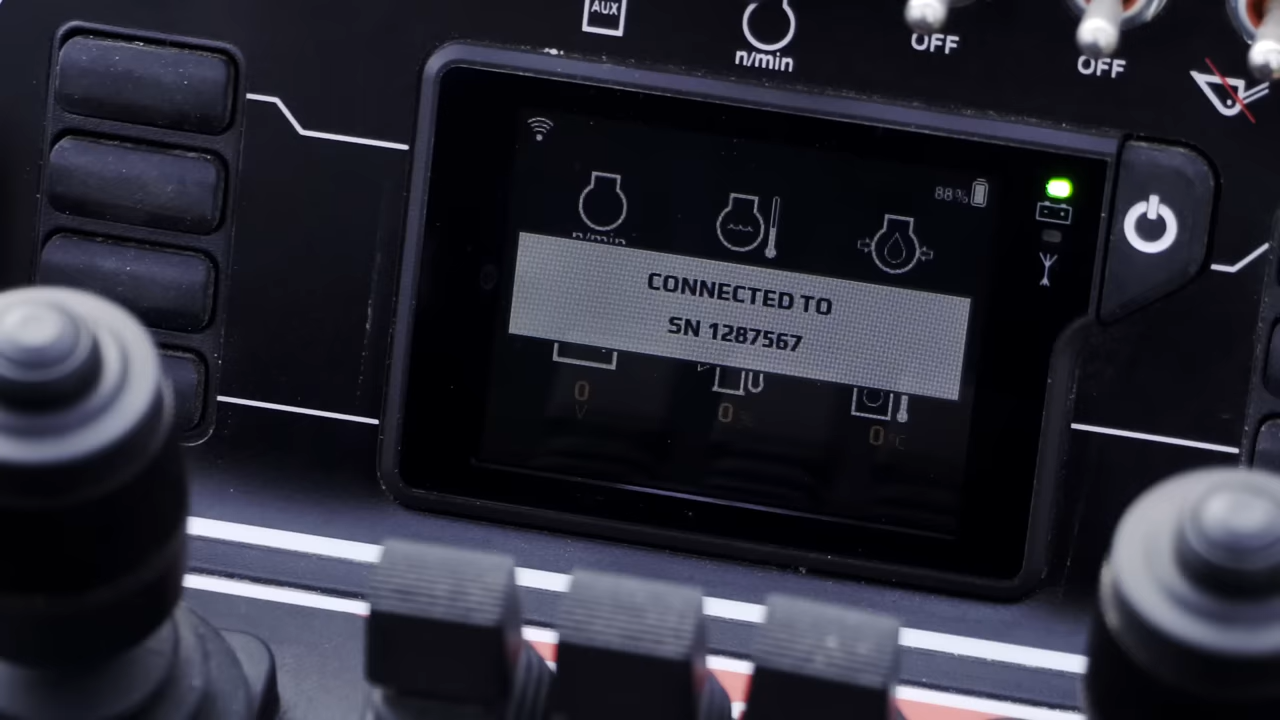 AUX
n/min
OFF
OFF
88%
n/min
CONNECTED TO
SN 1287567
0
V
0
0 °C